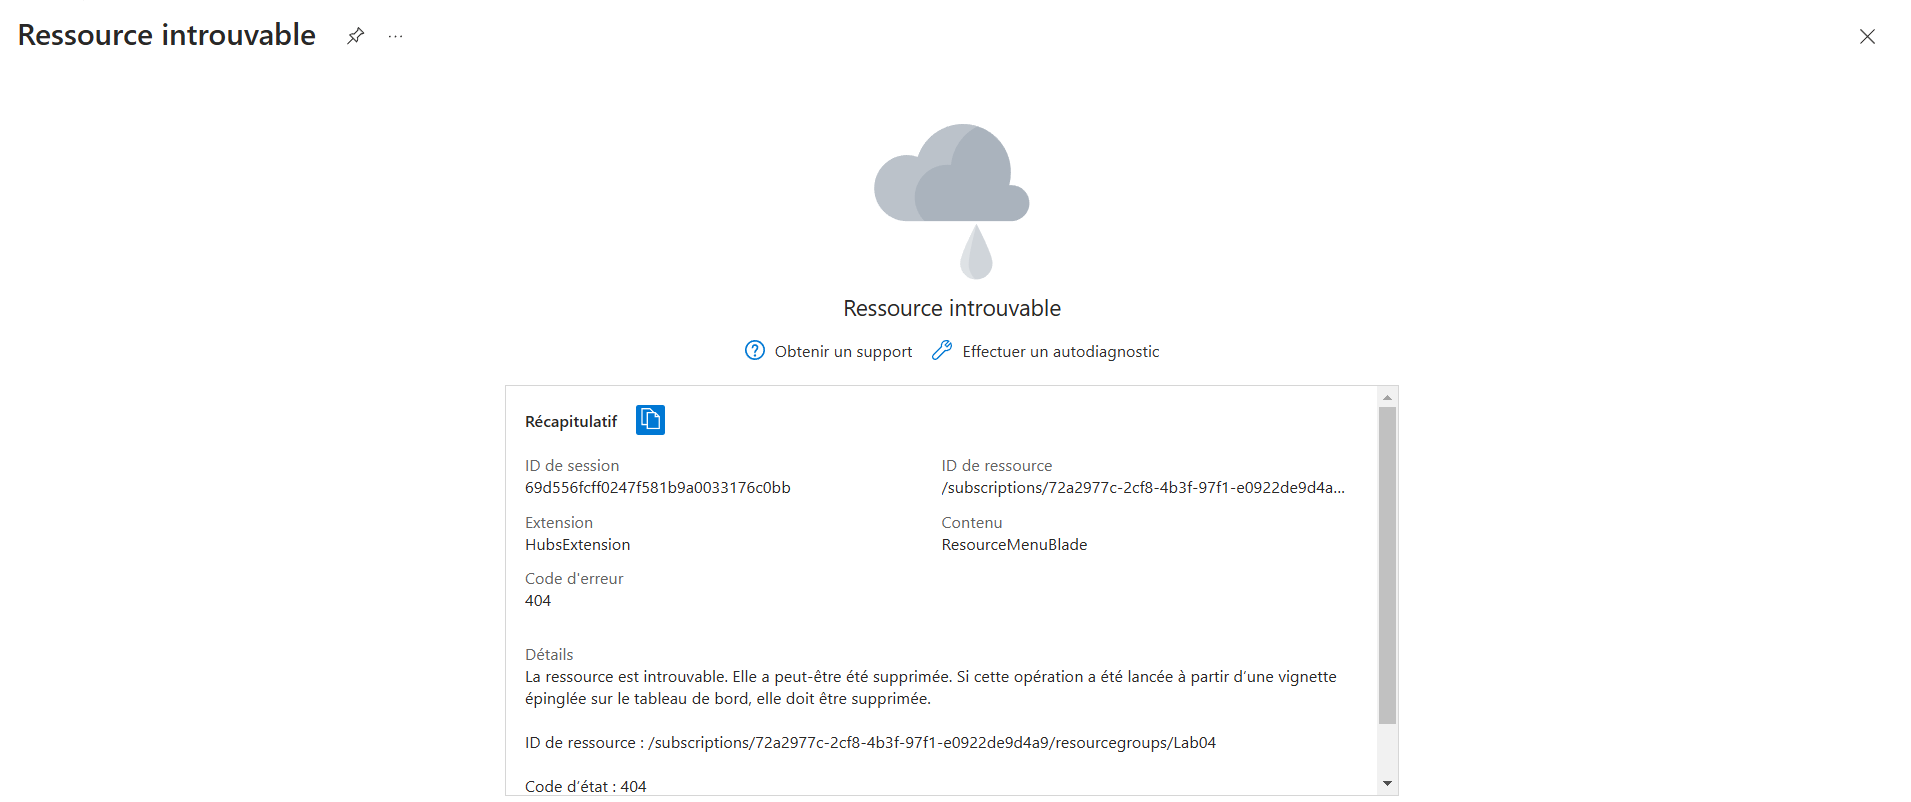 Ressource introuvable
Ressource introuvable
Obtenir un support Effectuer un autodiagnostic
Récapitulatif
ID de session ID de ressource
69d556fcff0247f581b9a0033176c0bb /subscriptions/72a2977c-2cf8-4b3f-97f1-e0922de9d4a...
Extension Contenu
HubsExtension ResourceMenuBlade
Code d'erreur
404
Détails
La ressource est introuvable. Elle a peut-être été supprimée. Si cette opération a été lancée à partir d’une vignette
épinglée sur le tableau de bord, elle doit être supprimée.
ID de ressource : /subscriptions/72a2977c-2cf8-4b3f-97f1-e0922de9d4a9/resourcegroups/Lab04
Code d’état : 404